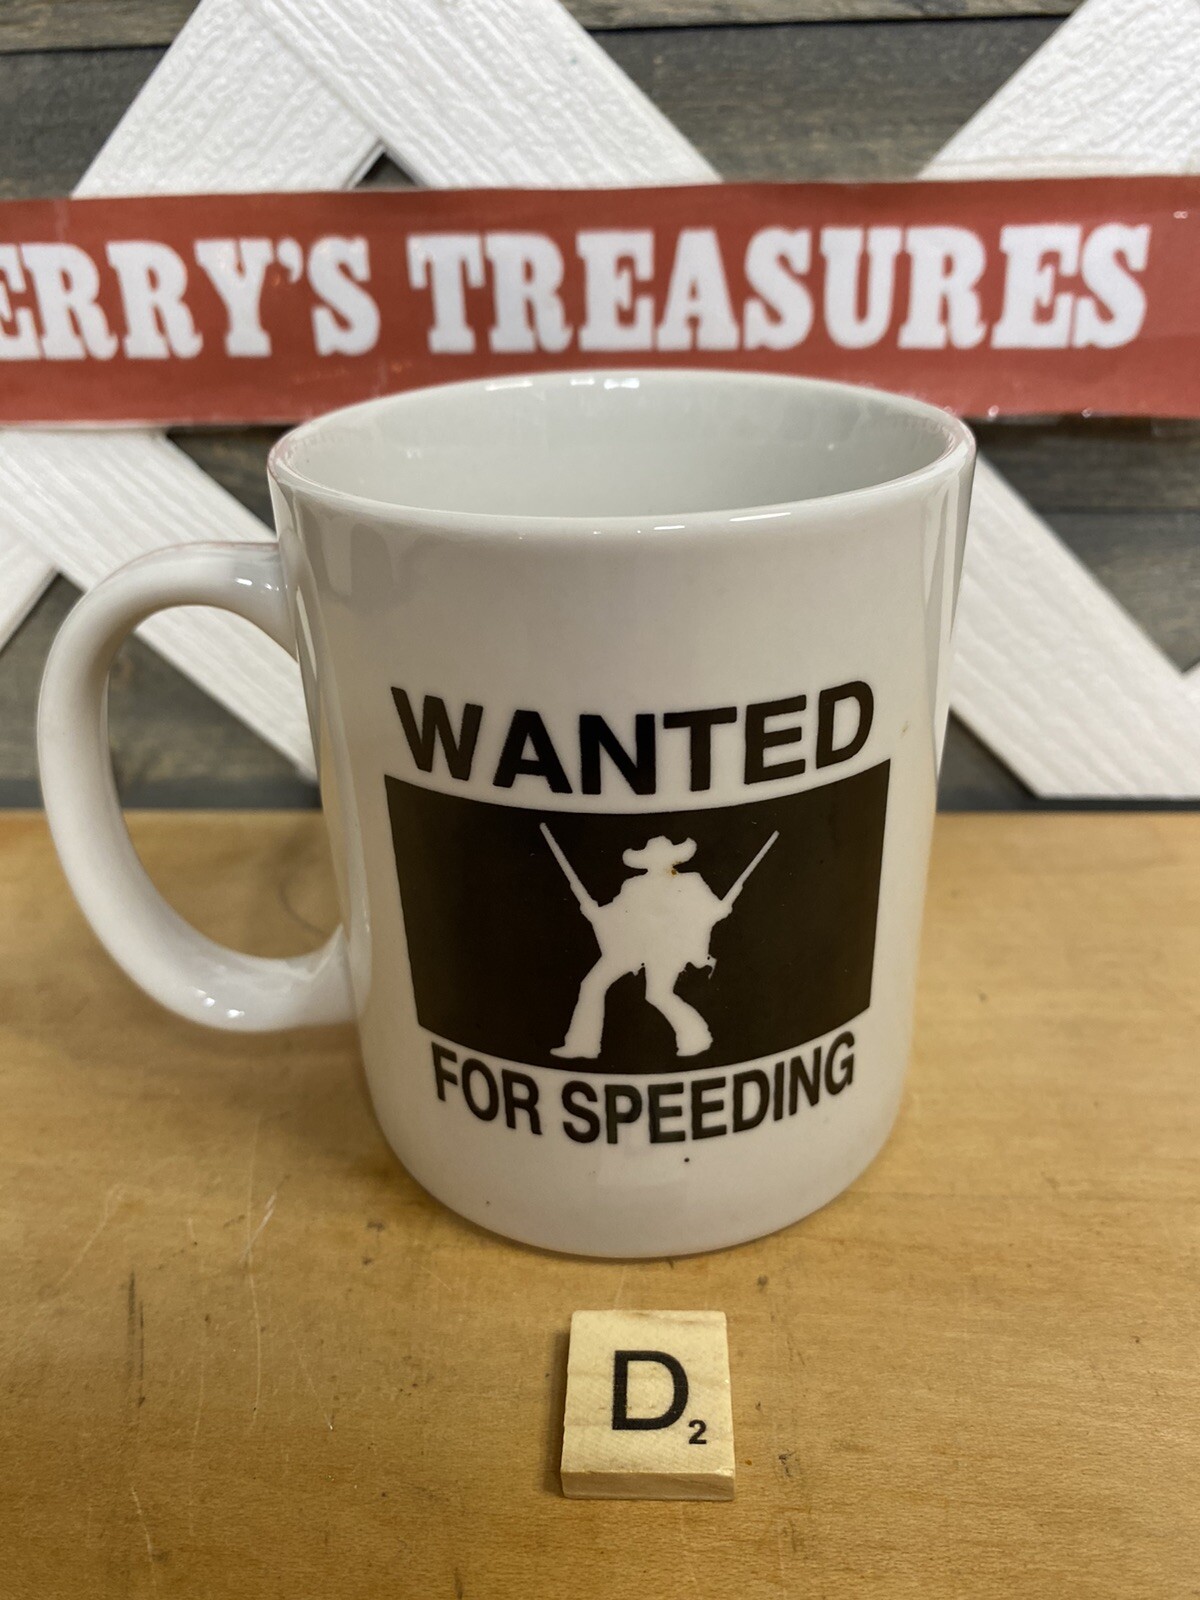 ERRY'S TREASURES
WANTED
FOR SPEEDING
D2